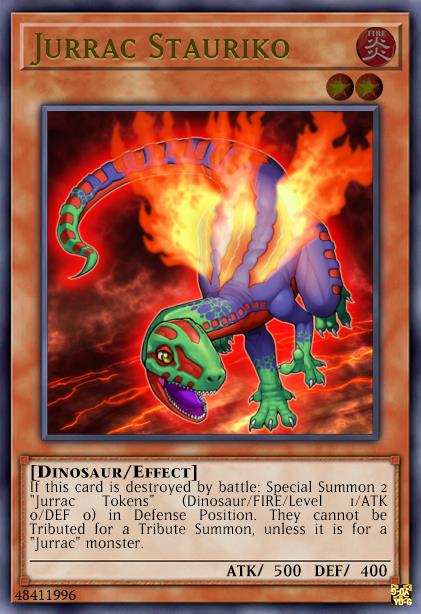 Jurrac Stauriko
FIRE
炎
[Dinosaur/Effect]
If this card is destroyed by battle: Special Summon 2
"Jurrac Tokens" (Dinosaur/FIRE/Level 1/ATK
0/DEF 0) in Defense Position. They cannot be
Tributed for a Tribute Summon, unless it is for a
"Jurrac" monster.
ATK/ 500 DEF/ 400
48411996